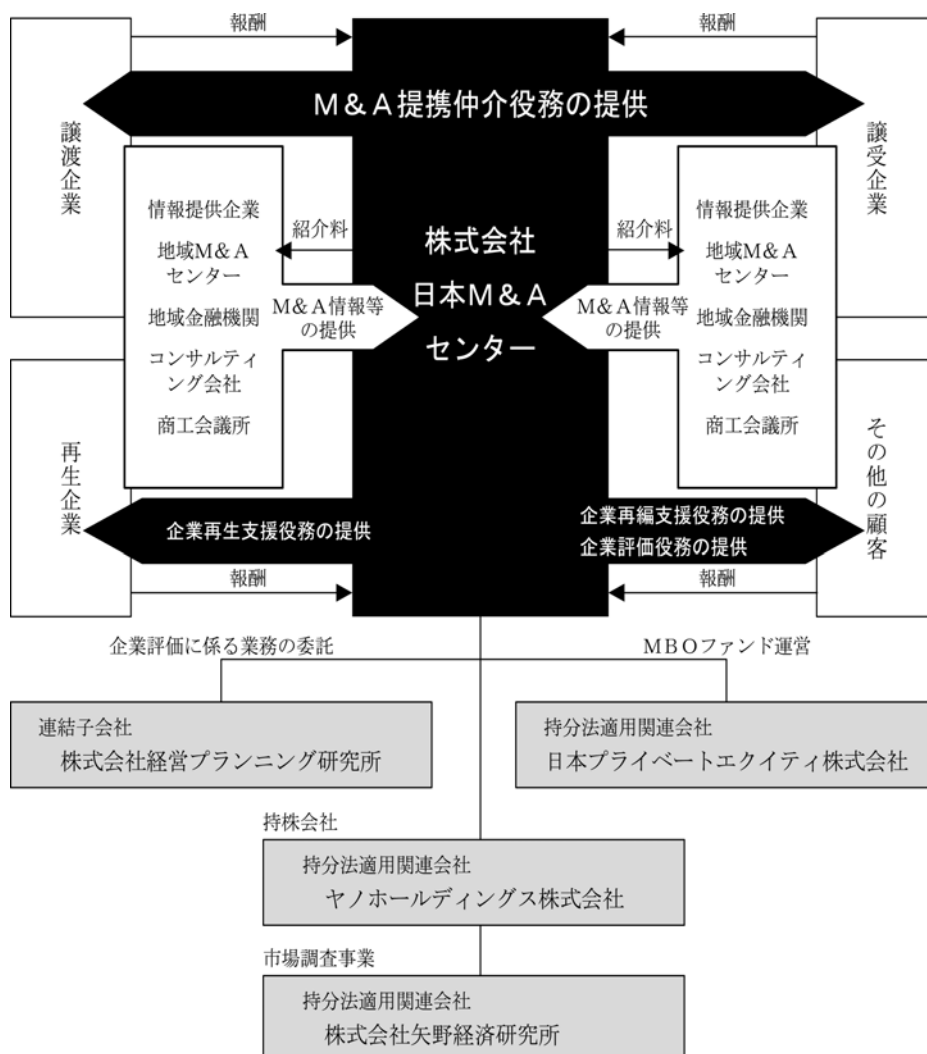 報酬
報酬
M&A提携仲介役務の提供
譲渡企業
譲受企業
情報提供企業
地域M&A
センター
地域金融機関
コンサルティ
ング会社
商工会議所
紹介料
M&A情報等
の提供
株式会社
日本M&A
センター
紹介料
M&A情報等
の提供
情報提供企業
地域M&A
センター
地域金融機関
コンサルティ
ング会社
商工会議所
再生企業
その他の顧客
企業再生支援役務の提供
企業再編支援役務の提供
企業評価役務の提供
報酬
報酬
企業評価に係る業務の委託
MBOファンド運営
連結子会社
株式会社経営プランニング研究所
持分法適用関連会社
日本プライベートエクイティ株式会社
持株会社
持分法適用関連会社
ヤノホールディングス株式会社
市場調査事業
持分法適用関連会社
株式会社矢野経済研究所